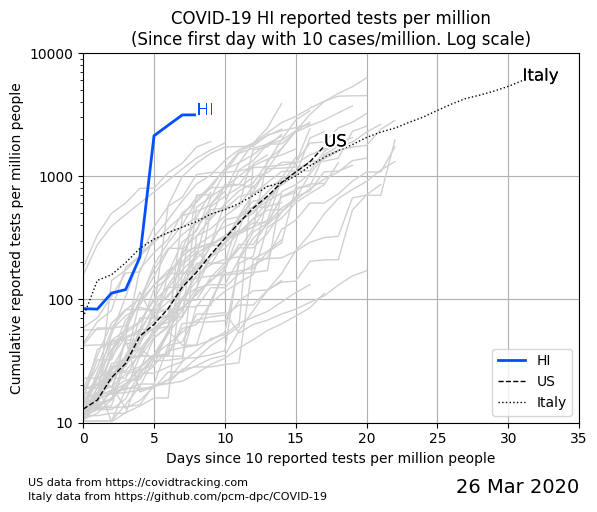 COVID-19 HI reported tests per million
(Since first day with 10 cases/million. Log scale)
Cumulative reported tests per million people
10000
1000
100
10
HI
US
Italy
HI
US
Italy
0 5 10 15 20 25 30 35
Days since 10 reported tests per million people
US data from https://covidtracking.com
Italy data from https://github.com/pcm-dpc/COVID-19
26 Mar 2020